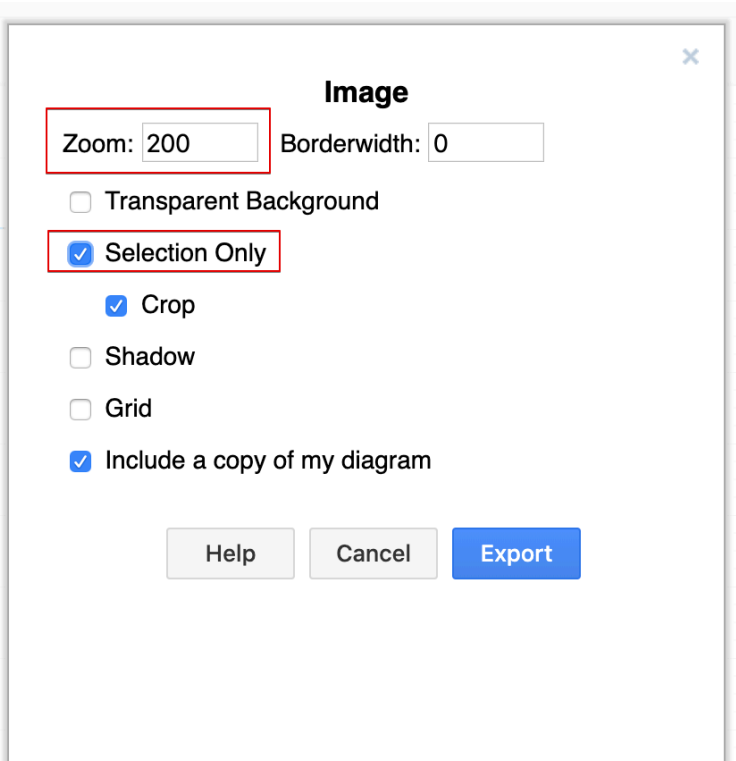 Image
Zoom: 200 Borderwidth: 0
Transparent Background
Selection Only
Crop
Shadow
Grid
Include a copy of my diagram
Help Cancel Export